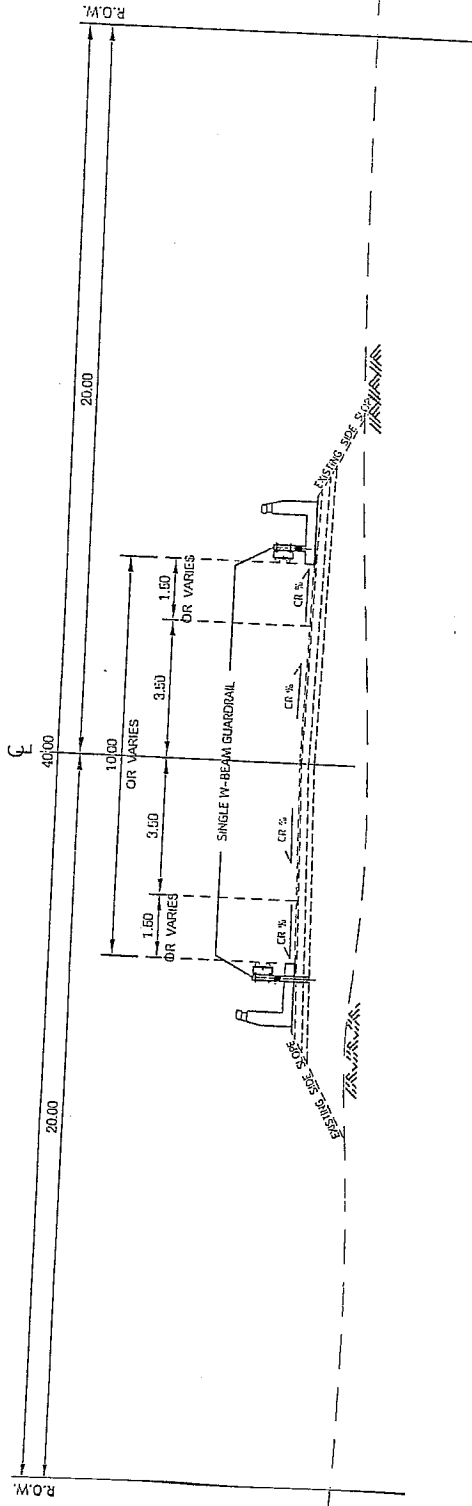 R.O.W.
R.O.W.
℄
40.00
20.00
20.00
10.00
OR VARIES
1.50
OR VARIES
3.50
3.50
1.50
OR VARIES
SINGLE W-BEAM GUARDRAIL
CR %
CR %
CR %
CR %
EXISTING SIDE SLOPE
EXISTING SIDE SLOPE